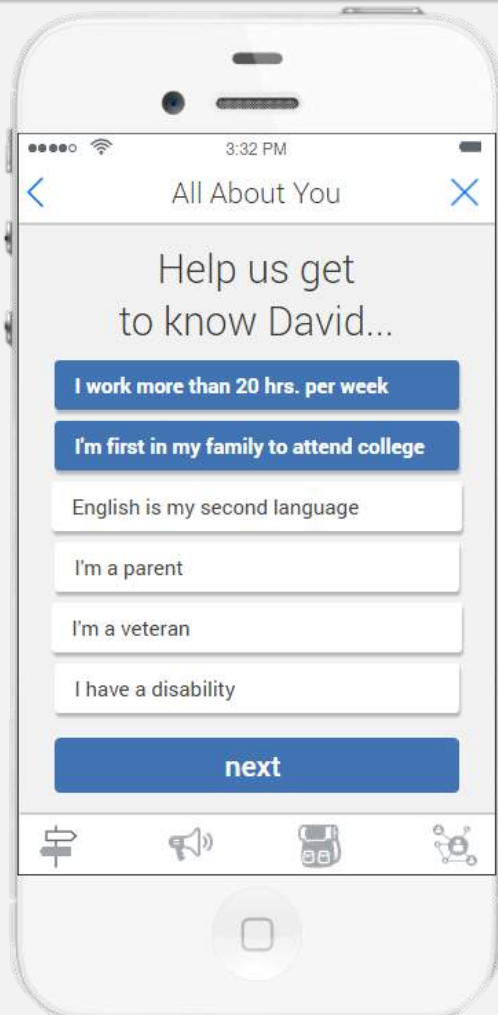 3:32 PM
All About You
Help us get
to know David...
I work more than 20 hrs. per week
I'm first in my family to attend college
English is my second language
I'm a parent
I'm a veteran
I have a disability
next